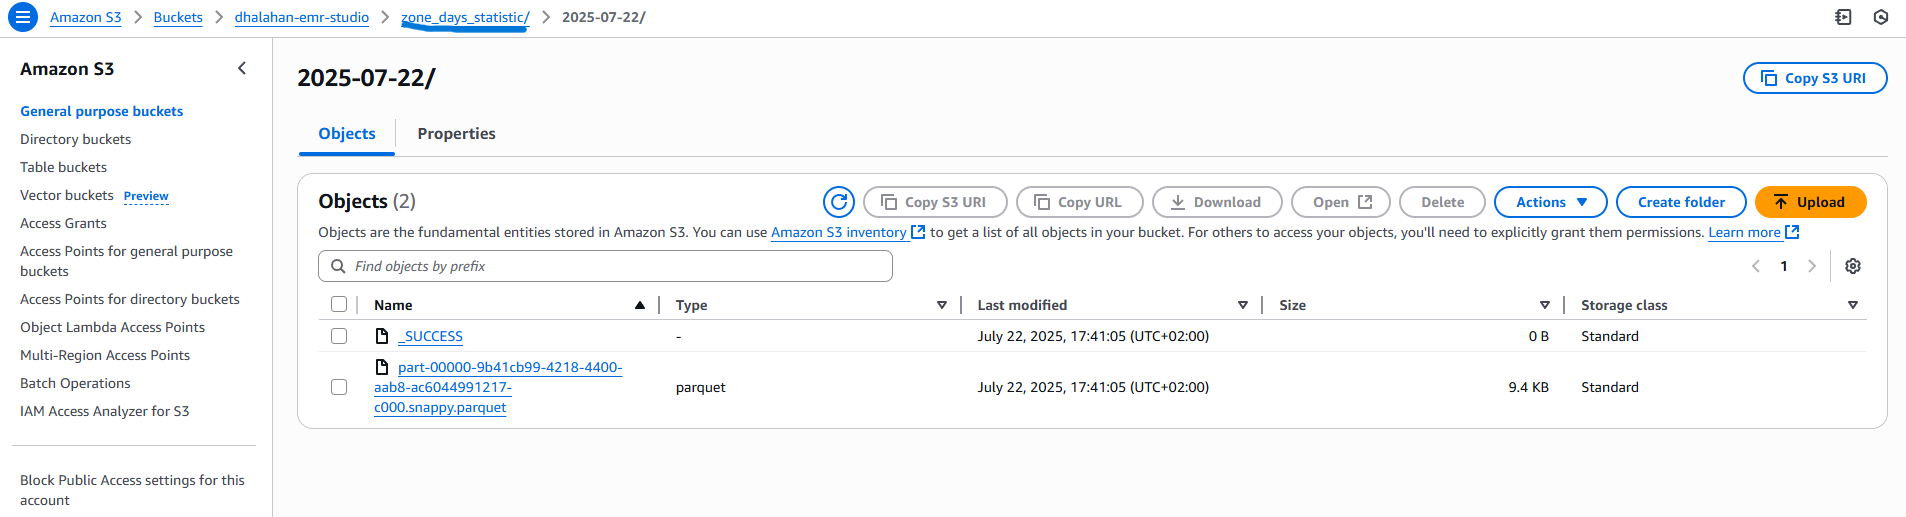 Amazon S3 > Buckets > dhalahan-emr-studio > zone_days_statistic/ > 2025-07-22/
Amazon S3
General purpose buckets
Directory buckets
Table buckets
Vector buckets Preview
Access Grants
Access Points for general purpose
buckets
Access Points for directory buckets
Object Lambda Access Points
Multi-Region Access Points
Batch Operations
IAM Access Analyzer for S3
Block Public Access settings for this
account
2025-07-22/
Copy S3 URI
Objects
Properties
Objects (2)
Copy S3 URI
Copy URL
Download
Open
Delete
Actions
Create folder
Upload
Objects are the fundamental entities stored in Amazon S3. You can use Amazon S3 inventory to get a list of all objects in your bucket. For others to access your objects, you'll need to explicitly grant them permissions. Learn more
Find objects by prefix
1
Name Type Last modified Size Storage class
_SUCCESS - July 22, 2025, 17:41:05 (UTC+02:00) 0 B Standard
part-00000-9b41cb99-4218-4400-
aab8-ac6044991217- parquet July 22, 2025, 17:41:05 (UTC+02:00) 9.4 KB Standard
c000.snappy.parquet